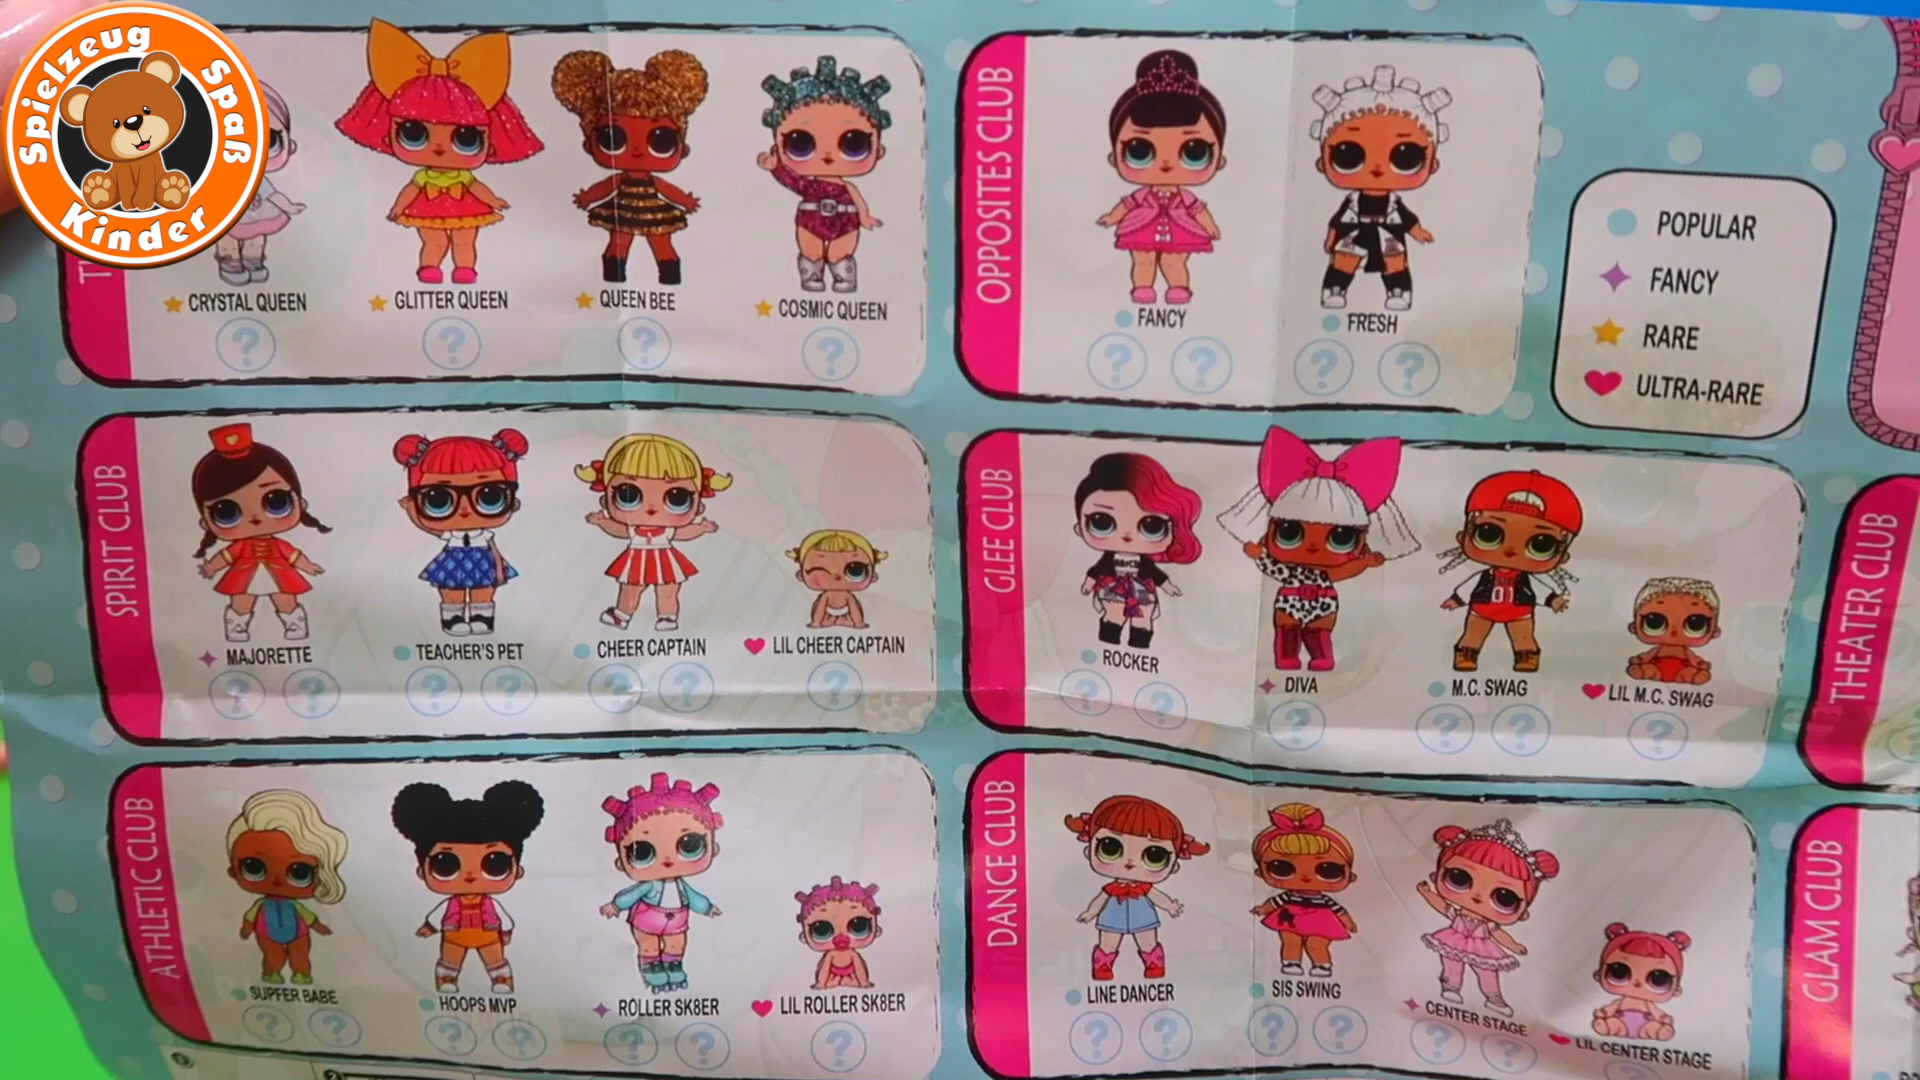 Spielzeug
Spaß
Kinder
CRYSTAL QUEEN
GLITTER QUEEN
QUEEN BEE
COSMIC QUEEN
OPPOSITES CLUB
FANCY
FRESH
POPULAR
FANCY
RARE
ULTRA-RARE
SPIRIT CLUB
MAJORETTE
TEACHER'S PET
CHEER CAPTAIN
LIL CHEER CAPTAIN
GLEE CLUB
ROCKER
DIVA
01
M.C. SWAG
LIL M.C. SWAG
THEATER CLUB
ATHLETIC CLUB
SUPFER BABE
HOOPS MVP
ROLLER SK8ER
LIL ROLLER SK8ER
DANCE CLUB
LINE DANCER
SIS SWING
CENTER STAGE
LIL CENTER STAGE
GLAM CLUB